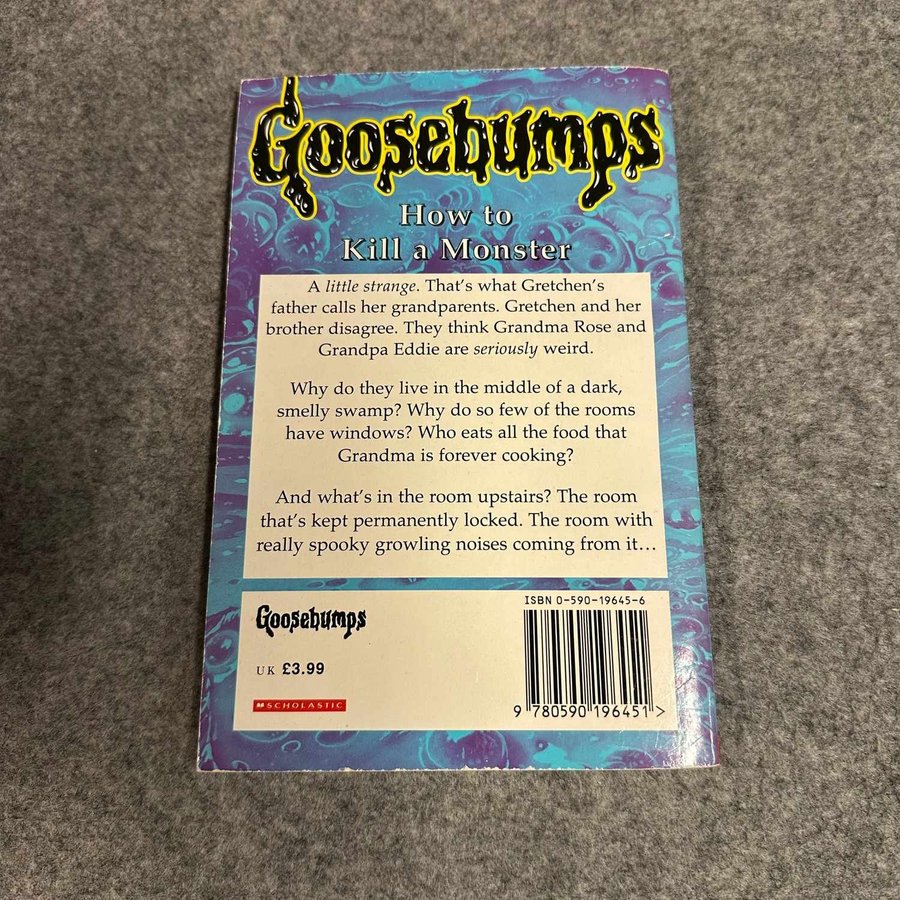 Goosebumps
How to
Kill a Monster
A little strange. That's what Gretchen's
father calls her grandparents. Gretchen and her
brother disagree. They think Grandma Rose and
Grandpa Eddie are seriously weird.
Why do they live in the middle of a dark,
smelly swamp? Why do so few of the rooms
have windows? Who eats all the food that
Grandma is forever cooking?
And what's in the room upstairs? The room
that's kept permanently locked. The room with
really spooky growling noises coming from it...
Goosebumps
UK £3.99
SCHOLASTIC
ISBN 0-590-19645-6
9 780590 196451 >